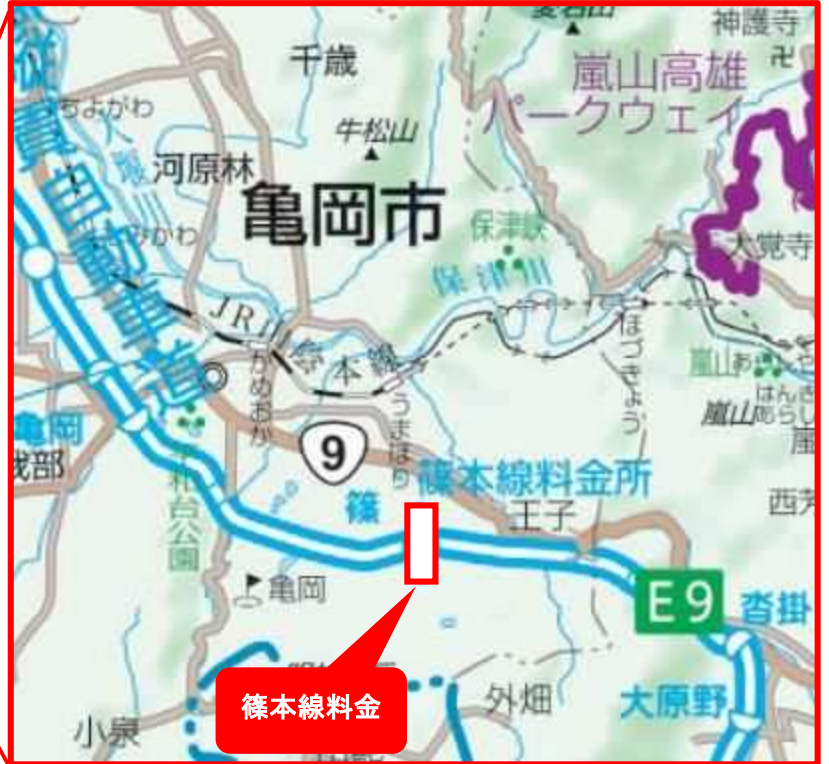 神護寺
千歳
嵐山高雄
パークウェイ
ちよがわ
牛松山
河原林
亀岡市
保津峡
保津川
大覚寺
JR山陰本線
かめおか
うまほり
ほづきょう
嵐山
嵐山
亀岡
9
篠
篠本線料金所
王子
西芳
亀岡
E9
沓掛
大原野
外畑
小泉
篠本線料金